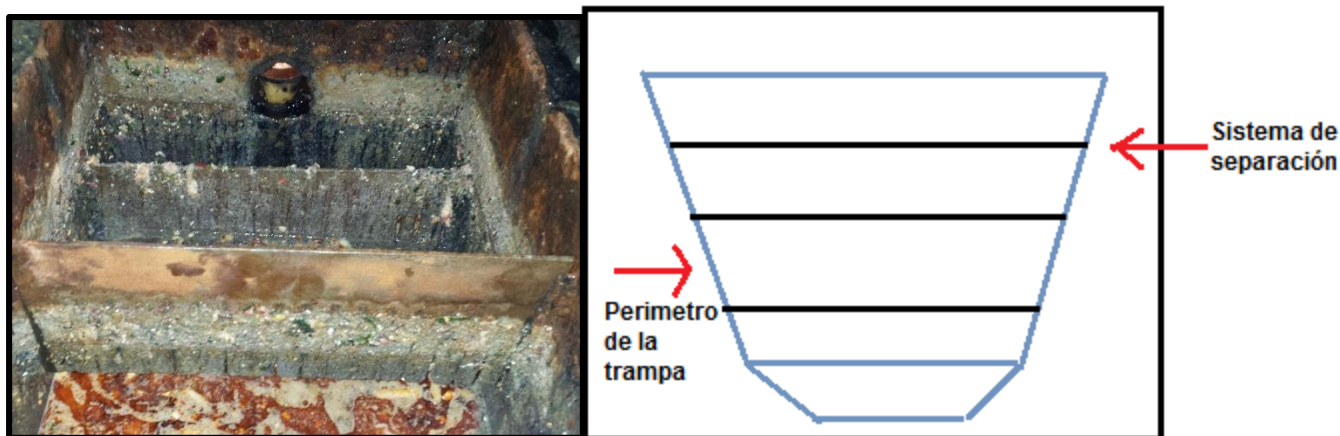 Sistema de
separación
Perimetro
de la
trampa